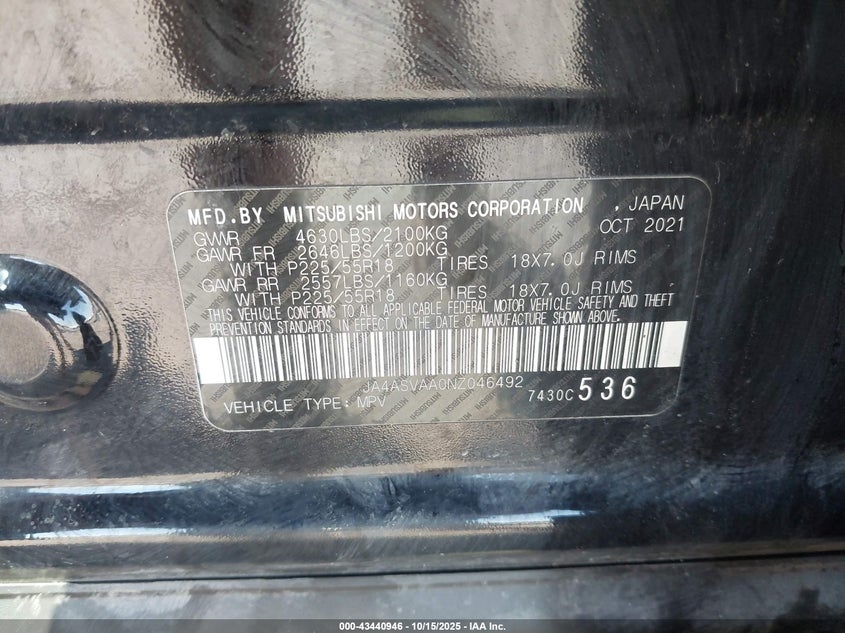 MFD.BY MITSUBISHI MOTORS CORPORATION , JAPAN
OCT 2021
GWVR 4630LBS/2100KG
GAWR FR 2646LBS/1200KG
WITH P225/55R18 TIRES 18X7.0J RIMS
GAWR RR 2557LBS/1160KG
WITH P225/55R18 TIRES 18X7.0J RIMS
THIS VEHICLE CONFORMS TO ALL APPLICABLE FEDERAL MOTOR VEHICLE SAFETY AND THEFT
PREVENTION STANDARDS IN EFFECT ON THE DATE OF MANUFACTURE SHOWN ABOVE.
JA4ASVAA0NZ046492
VEHICLE TYPE: MPV 7430C 536
000-43440946 - 10/15/2025 - IAA Inc.